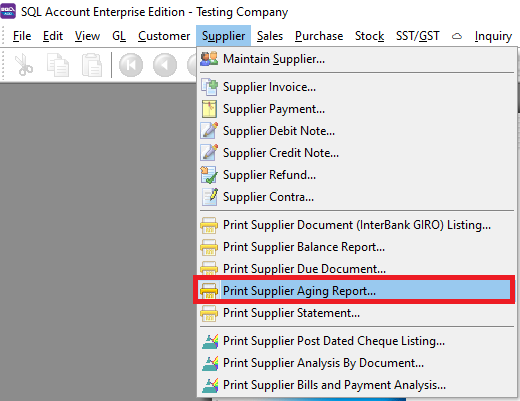 SQL Account Enterprise Edition - Testing Company
File Edit View GL Customer Supplier Sales Purchase Stock SST/GST Inquiry
Maintain Supplier...
Supplier Invoice...
Supplier Payment...
Supplier Debit Note...
Supplier Credit Note...
Supplier Refund...
Supplier Contra...
Print Supplier Document (InterBank GIRO) Listing...
Print Supplier Balance Report...
Print Supplier Due Document...
Print Supplier Aging Report...
Print Supplier Statement...
Print Supplier Post Dated Cheque Listing...
Print Supplier Analysis By Document...
Print Supplier Bills and Payment Analysis...